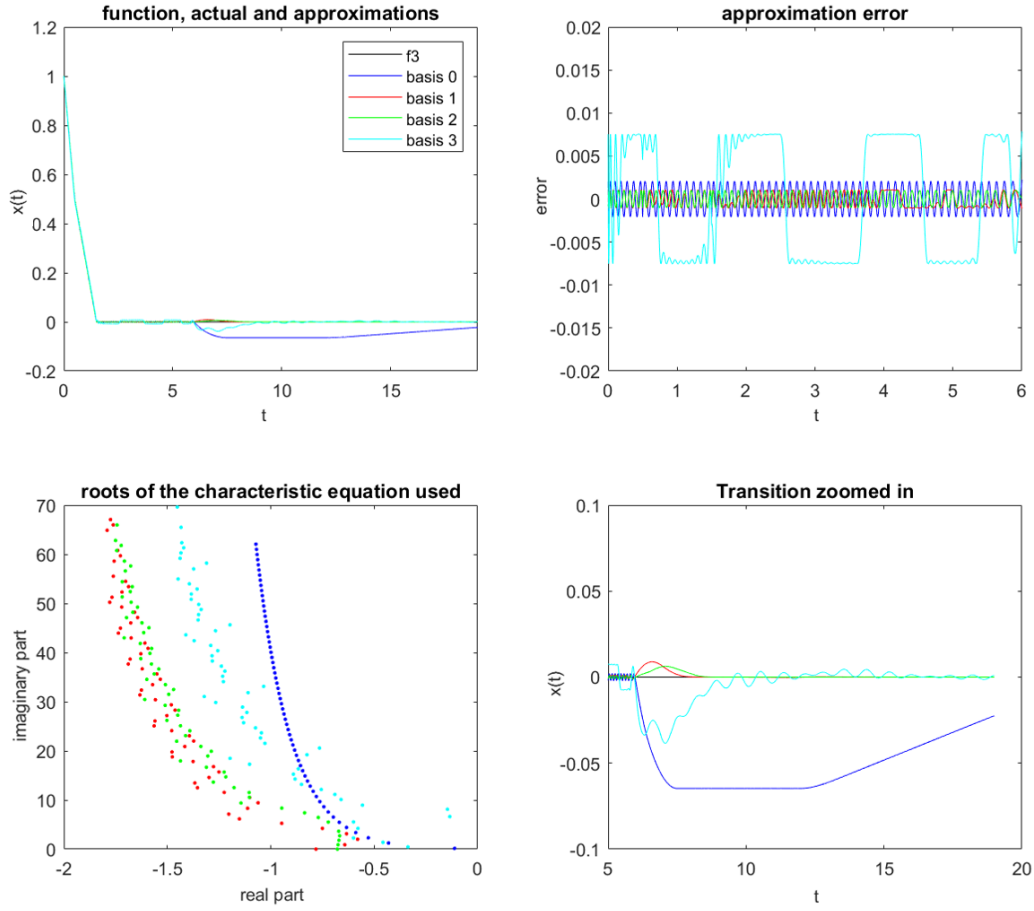 function, actual and approximations
1.2
1
0.8
0.6
0.4
0.2
0
-0.2
x(t)
0
5
10
15
t
f3
basis 0
basis 1
basis 2
basis 3
approximation error
0.02
0.015
0.01
0.005
0
-0.005
-0.01
-0.015
-0.02
error
0
1
2
3
4
5
6
t
roots of the characteristic equation used
70
60
50
40
30
20
10
0
imaginary part
-2
-1.5
-1
-0.5
0
real part
Transition zoomed in
0.1
0.05
0
-0.05
-0.1
x(t)
5
10
15
20
t